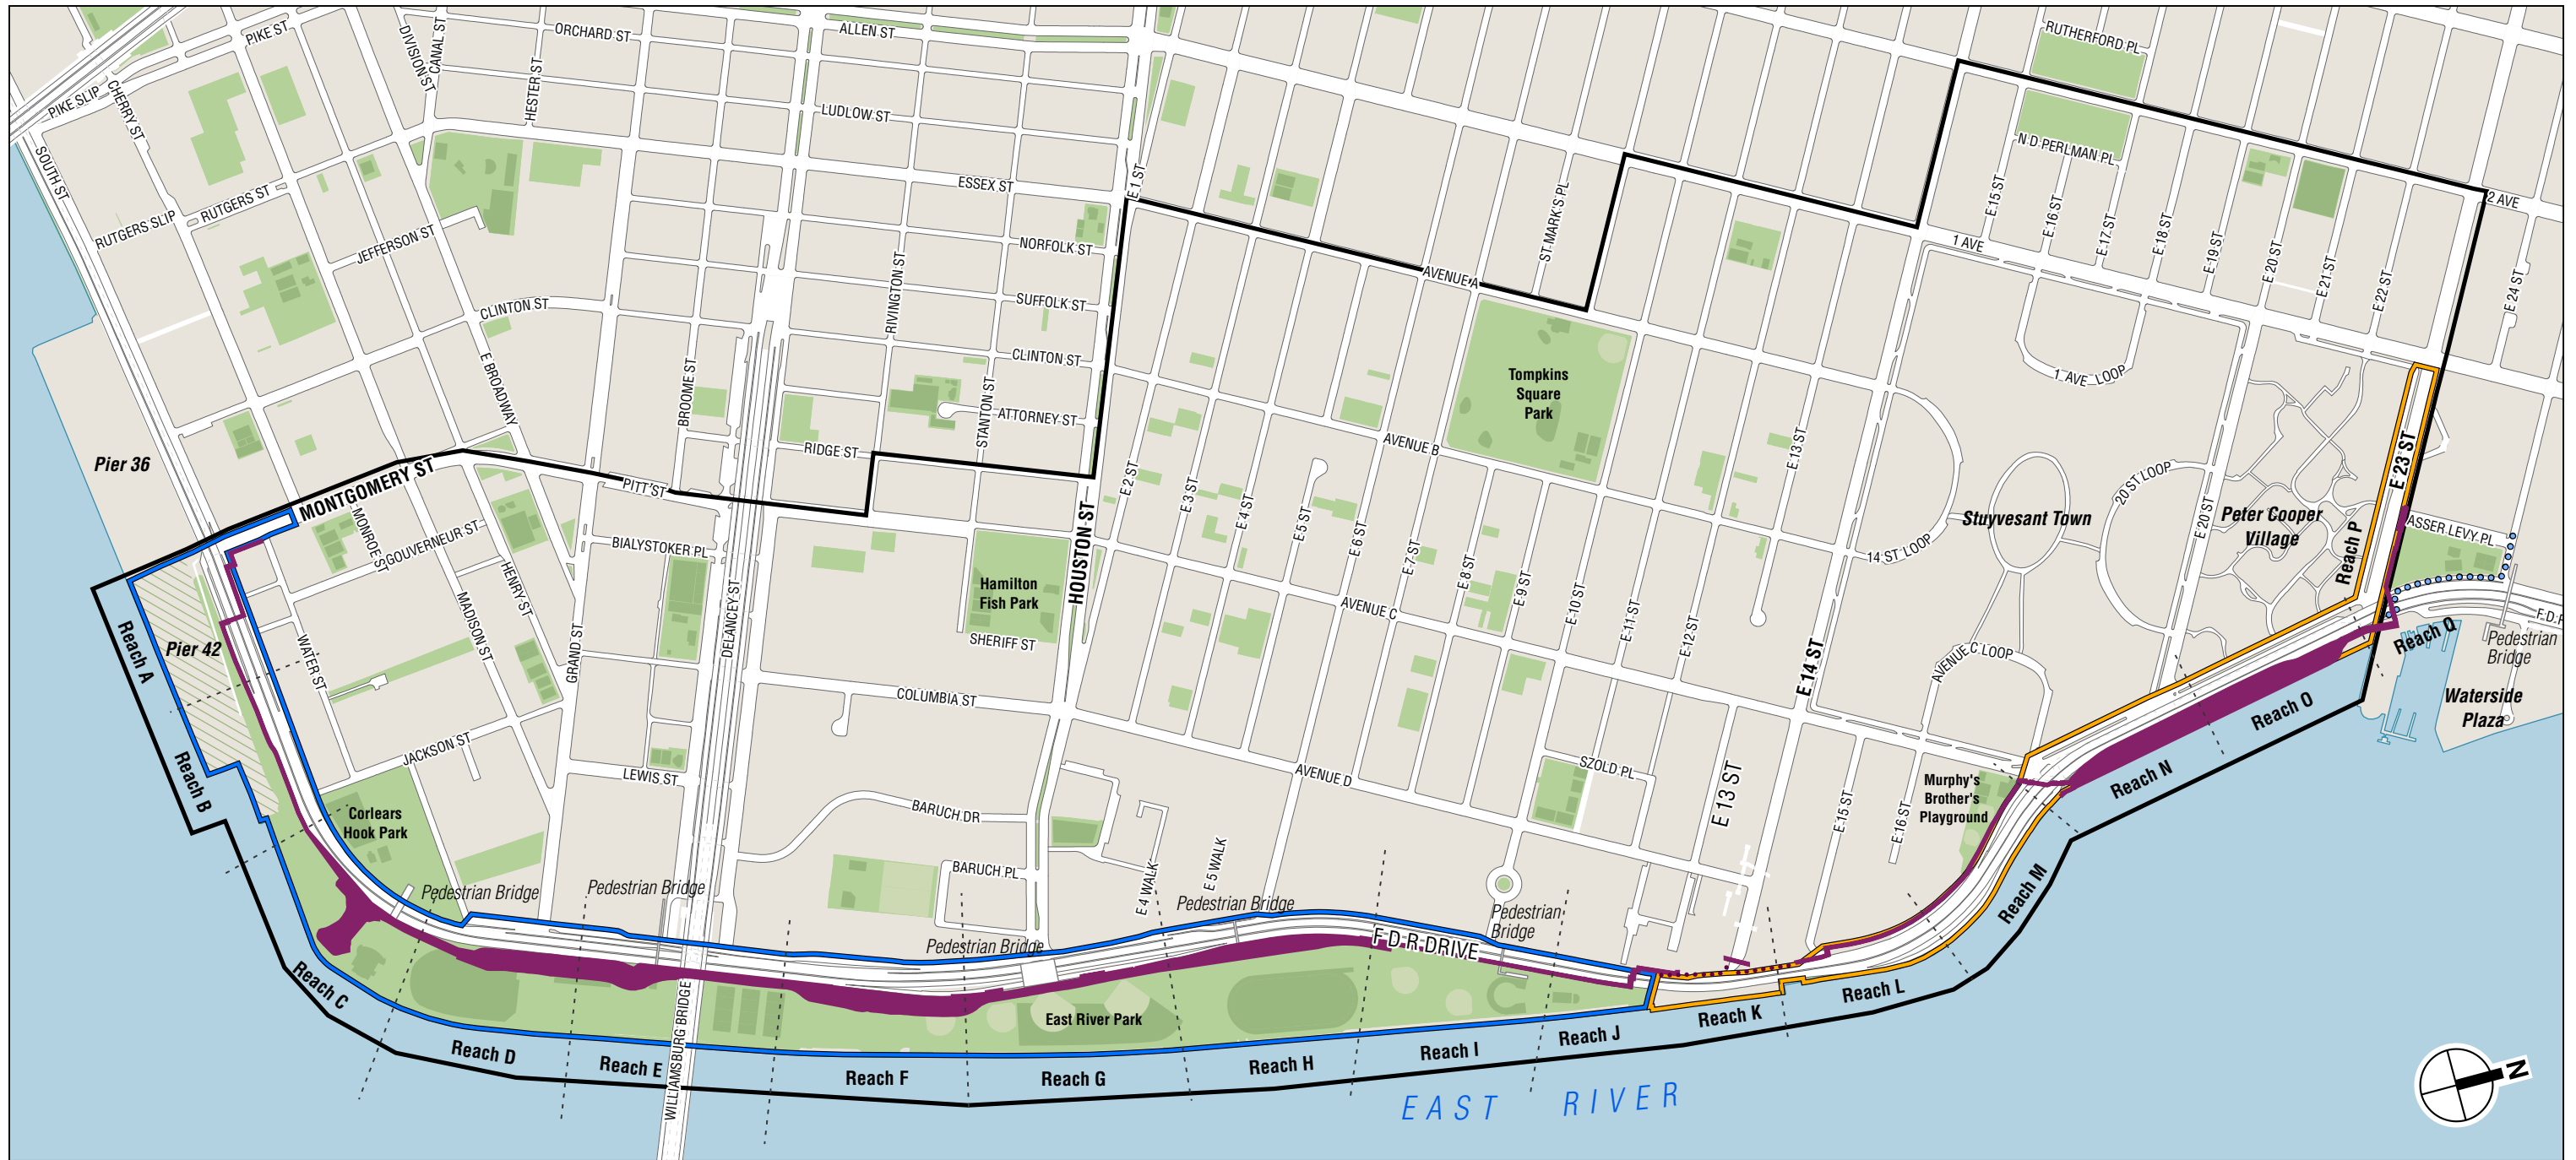 PIKE ST
DIVISION ST
CANAL ST
ORCHARD ST
ALLEN ST
RUTHERFORD PL
PIKE SLIP
CHERRY ST
HESTER ST
LUDLOW ST
SOUTH ST
N D PERLMAN PL
E 1 ST
ESSEX ST
ST MARK'S PL
E 15 ST
E 16 ST
E 17 ST
E 18 ST
E 19 ST
E 20 ST
E 21 ST
E 22 ST
E 24 ST
2 AVE
RUTGERS SLIP
RUTGERS ST
JEFFERSON ST
NORFOLK ST
1 AVE
AVENUE A
CLINTON ST
RIVINGTON ST
SUFFOLK ST
CLINTON ST
E BROADWAY
BROOME ST
STANTON ST
ATTORNEY ST
Tompkins
Square
Park
1 AVE LOOP
RIDGE ST
AVENUE B
E 13 ST
Pier 36
MONTGOMERY ST
PITT ST
E 2 ST
E 3 ST
E 4 ST
E 5 ST
E 6 ST
E 7 ST
E 8 ST
E 9 ST
E 10 ST
E 11 ST
E 12 ST
HOUSTON ST
14 ST LOOP
Stuyvesant Town
20 ST LOOP
E 20 ST
Peter Cooper
Village
E 23 ST
Reach P
ASSER LEVY PL
MONROE ST
GOUVERNEUR ST
HENRY ST
BIALYSTOKER PL
DELANCEY ST
Hamilton
Fish Park
SHERIFF ST
AVENUE C
F.D.R
Reach Q
Pedestrian
Bridge
Reach A
Pier 42
WATER ST
MADISON ST
GRAND ST
COLUMBIA ST
E 14 ST
AVENUE C LOOP
Waterside
Plaza
Reach O
Reach B
JACKSON ST
LEWIS ST
AVENUE D
SZOLD PL
E 13 ST
E 15 ST
E 16 ST
Murphy's
Brother's
Playground
Reach N
Corlears
Hook Park
BARUCH DR
BARUCH PL
E 4 WALK
E 5 WALK
Reach M
Pedestrian Bridge
Pedestrian Bridge
Pedestrian Bridge
Pedestrian Bridge
Pedestrian
Bridge
F D R DRIVE
Reach C
WILLIAMSBURG BRIDGE
East River Park
Reach L
Reach K
Reach J
Reach I
Reach H
Reach G
Reach F
Reach E
Reach D
EAST RIVER
N